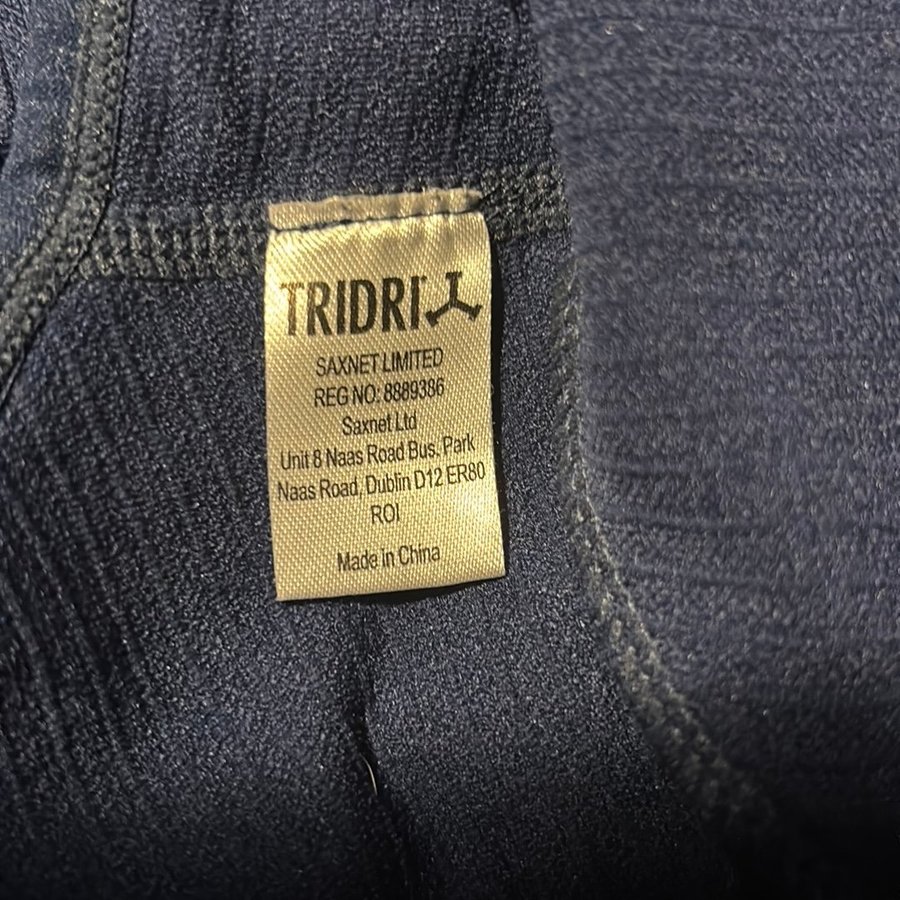 TRIDRI
SAXNET LIMITED
REG NO: 8889386
Saxnet Ltd
Unit 8 Naas Road Bus. Park
Naas Road, Dublin D12 ER80
ROI
Made in China